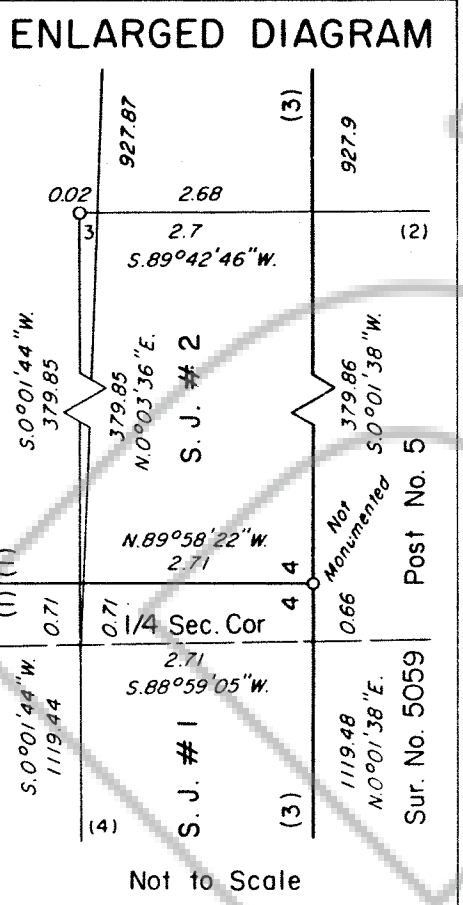 ENLARGED DIAGRAM
927.87
(3)
927.9
0.02
2.68
3
2.7
(2)
S.89°42'46"W.
S.0°01'44"W.
379.85
379.85
N.0°03'36"E.
S. J. # 2
379.86
S.0°01'38"W.
Not
Monumented
Post No. 5
N.89°58'22"W.
2.71
4
4
(1)
(1)
0.71
0.71
1/4 Sec. Cor
0.66
2.71
S.88°59'05"W.
S.0°01'44"W.
1119.44
(4)
S. J. # 1
(3)
1119.48
N.0°01'38"E.
Sur. No. 5059
Not to Scale